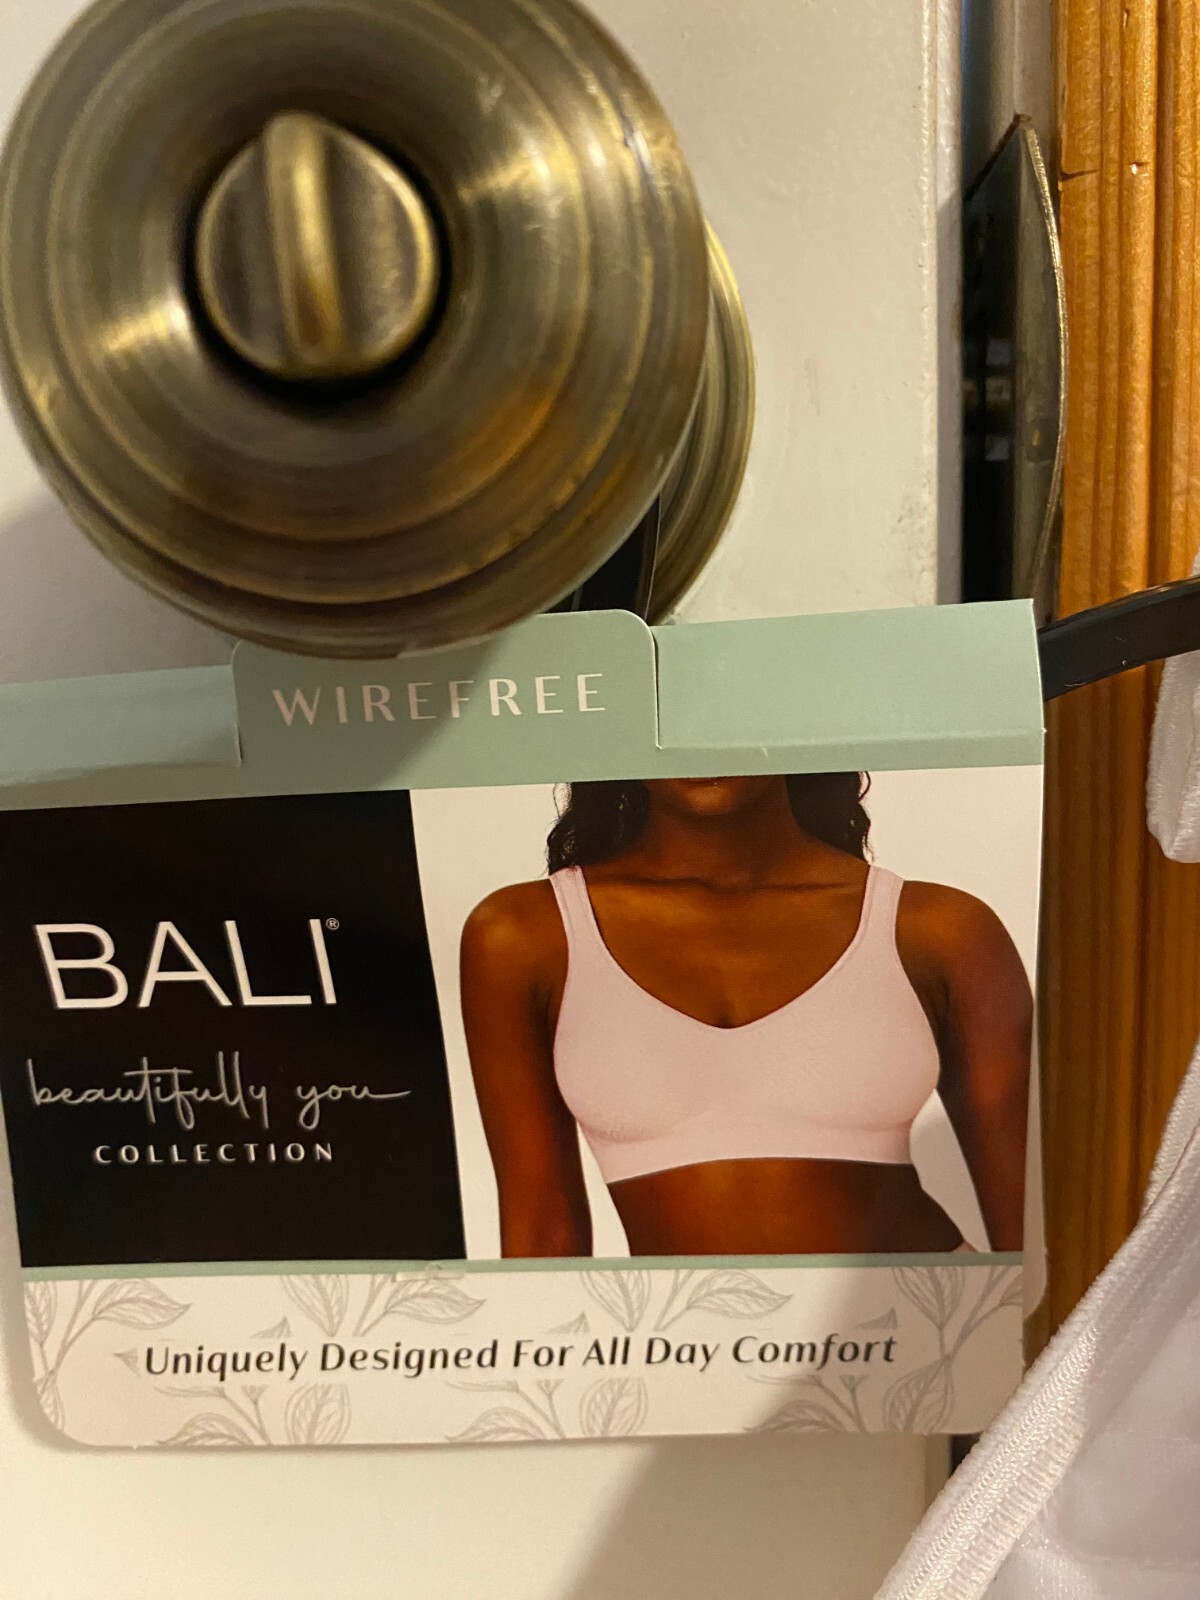 WIREFREE
BALI®
beautifully you
COLLECTION
Uniquely Designed For All Day Comfort